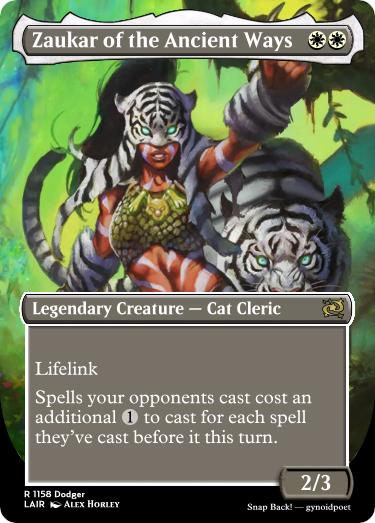 Zaukar of the Ancient Ways
Legendary Creature — Cat Cleric
Lifelink
Spells your opponents cast cost an
additional 1 to cast for each spell
they've cast before it this turn.
2/3
R 1158 Dodger
LAIR Alex Horley
Snap Back! — gynoidpoet